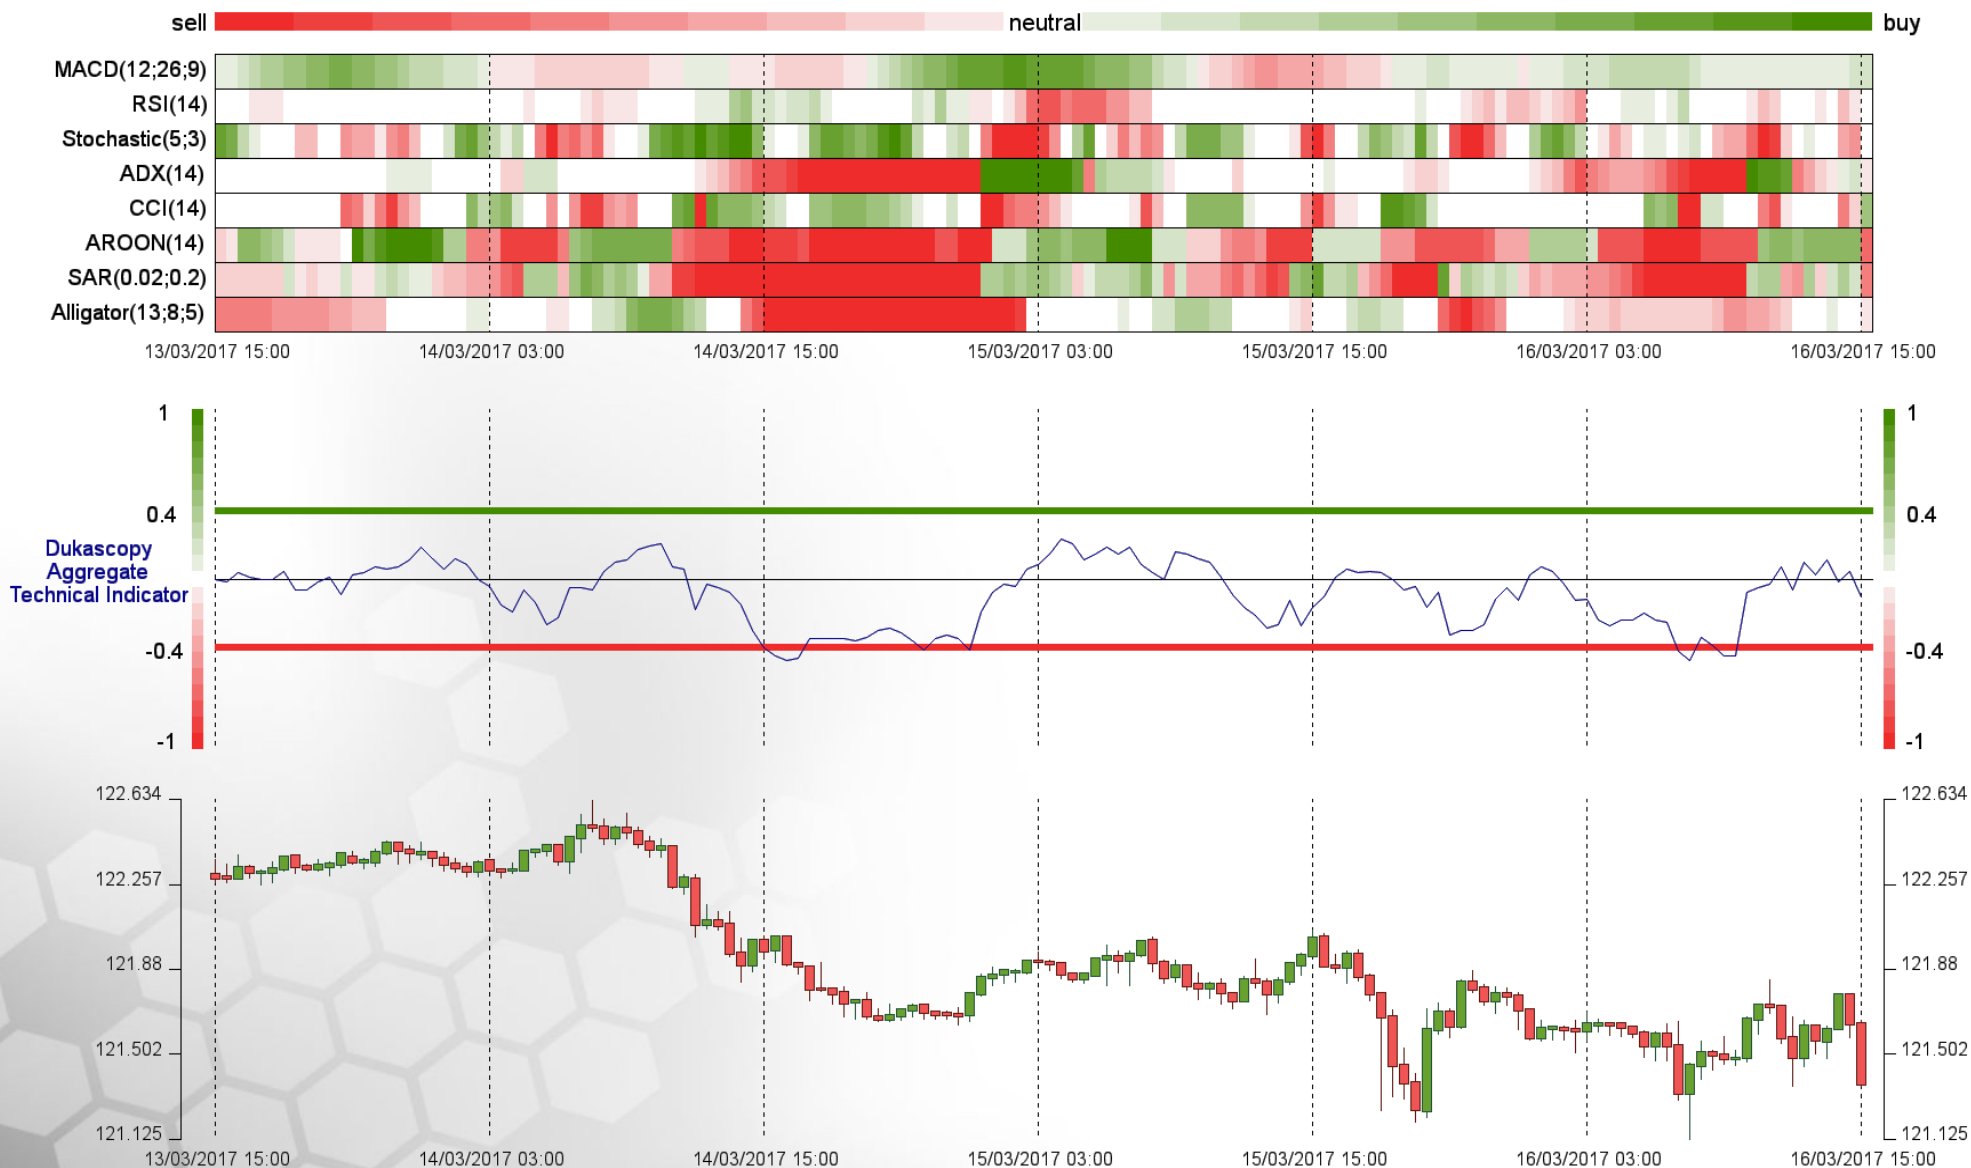 sell neutral buy
MACD(12;26;9)
RSI(14)
Stochastic(5;3)
ADX(14)
CCI(14)
AROON(14)
SAR(0.02;0.2)
Alligator(13;8;5)
13/03/2017 15:00 14/03/2017 03:00 14/03/2017 15:00 15/03/2017 03:00 15/03/2017 15:00 16/03/2017 03:00 16/03/2017 15:00
1 1
0.4 0.4
Dukascopy
Aggregate
Technical Indicator
-0.4 -0.4
-1 -1
122.634 122.634
122.257 122.257
121.88 121.88
121.502 121.502
121.125 121.125
13/03/2017 15:00 14/03/2017 03:00 14/03/2017 15:00 15/03/2017 03:00 15/03/2017 15:00 16/03/2017 03:00 16/03/2017 15:00